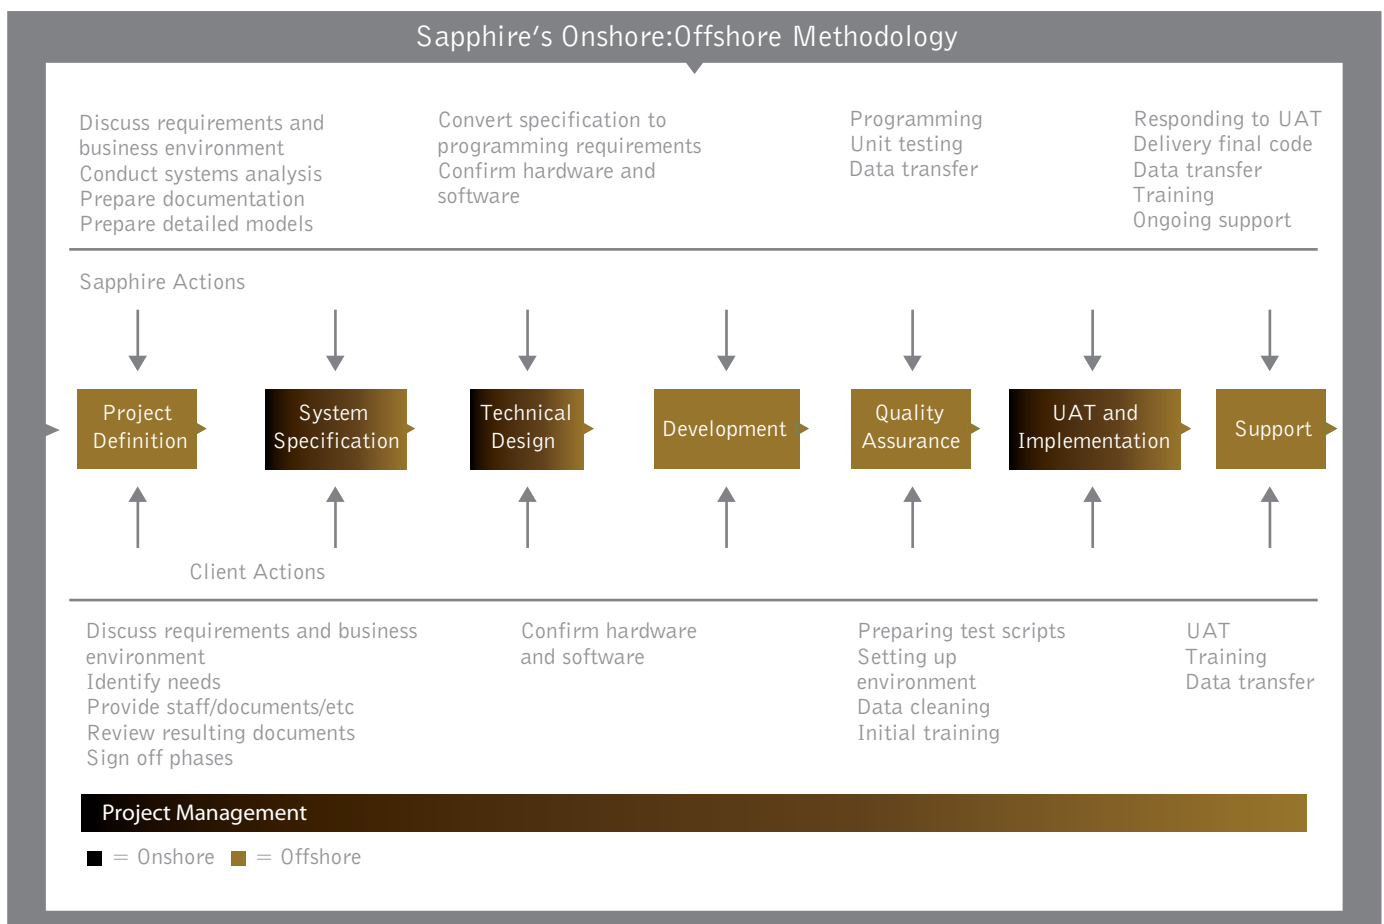 Sapphire's Onshore:Offshore Methodology
Discuss requirements and
business environment
Conduct systems analysis
Prepare documentation
Prepare detailed models
Convert specification to
programming requirements
Confirm hardware and
software
Programming
Unit testing
Data transfer
Responding to UAT
Delivery final code
Data transfer
Training
Ongoing support
Sapphire Actions
Project
Definition
System
Specification
Technical
Design
Development
Quality
Assurance
UAT and
Implementation
Support
Client Actions
Discuss requirements and business
environment
Identify needs
Provide staff/documents/etc
Review resulting documents
Sign off phases
Confirm hardware
and software
Preparing test scripts
Setting up
environment
Data cleaning
Initial training
UAT
Training
Data transfer
Project Management
= Onshore = Offshore